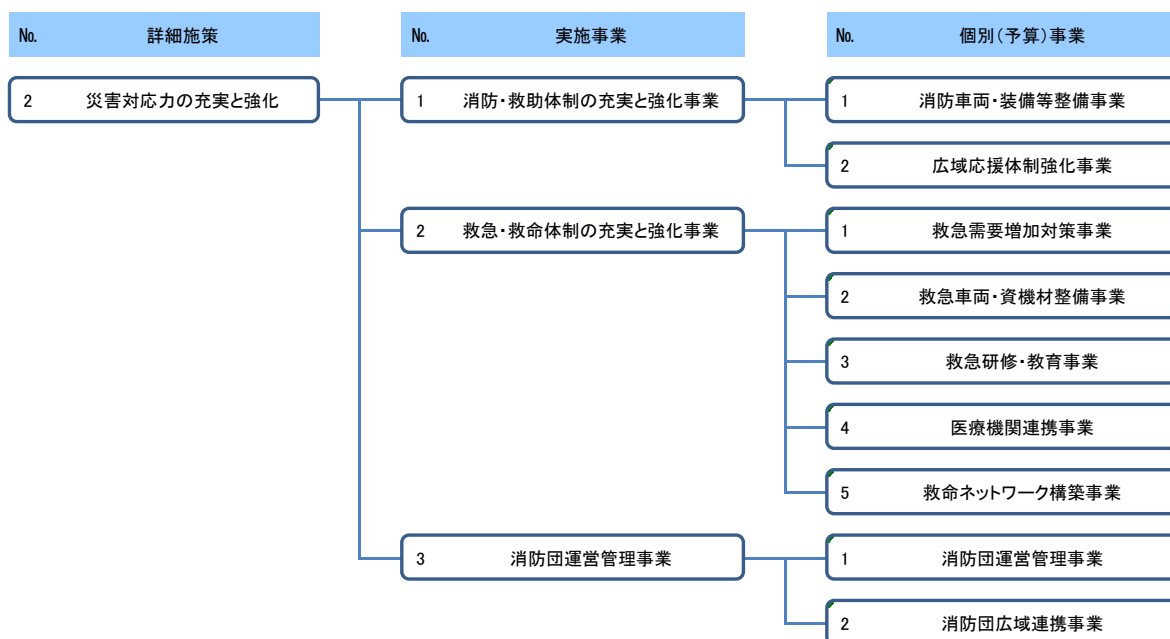 No. 詳細施策 No. 実施事業 No. 個別(予算)事業
2 災害対応力の充実と強化 1 消防・救助体制の充実と強化事業 1 消防車両・装備等整備事業
2 広域応援体制強化事業
2 救急・救命体制の充実と強化事業 1 救急需要増加対策事業
2 救急車両・資機材整備事業
3 救急研修・教育事業
4 医療機関連携事業
5 救命ネットワーク構築事業
3 消防団運営管理事業 1 消防団運営管理事業
2 消防団広域連携事業